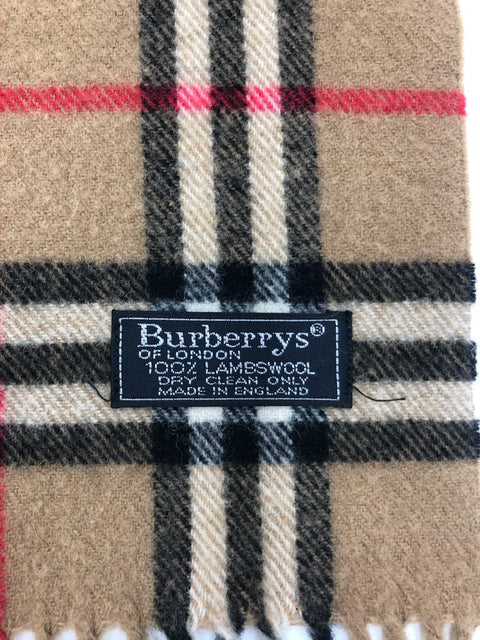 Burberrys®
OF LONDON
100% LAMBSWOOL
DRY CLEAN ONLY
MADE IN ENGLAND